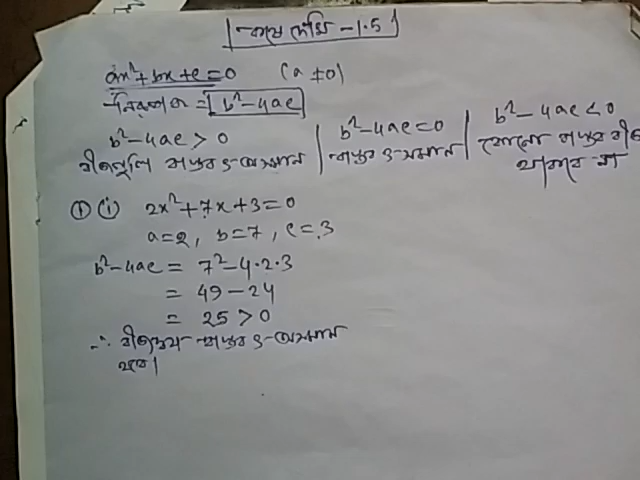 কষে দেখি - 1.5
ax²+bx+c=0 (a ≠0)
নিরূপক = b²-4ac
b²-4ac > 0 | b²-4ac=0 | b²-4ac < 0
বীজগুলি বাস্তব ও অসমান | বাস্তব ও সমান | কোনো বাস্তব বীজ
থাকবে না
① (i) 2x²+7x+3=0
a=2, b=7, c=3
b²-4ac = 7²-4·2·3
= 49-24
= 25 > 0
∴ বীজদ্বয় বাস্তব ও অসমান
হবে।